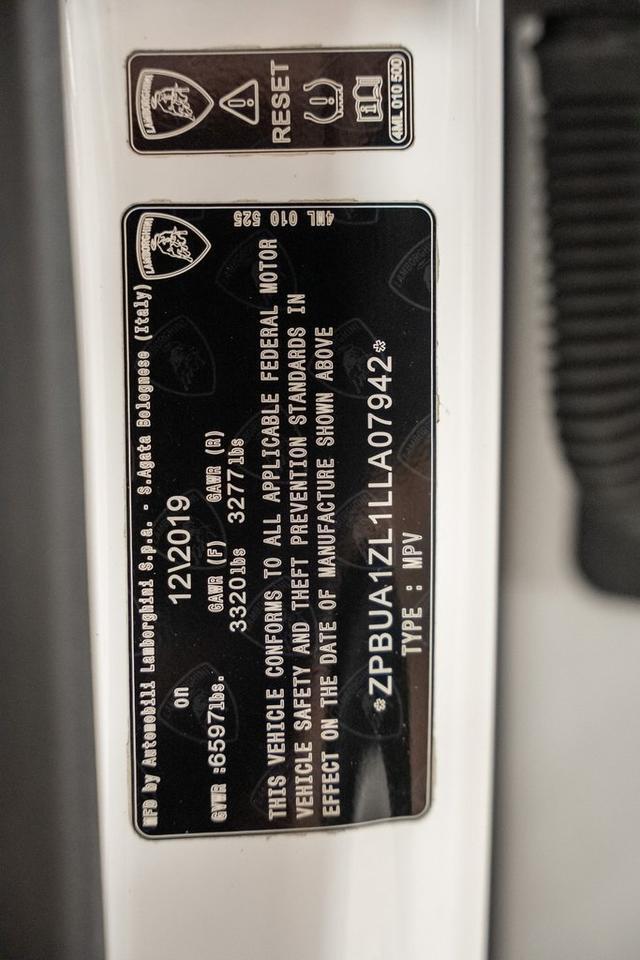 LAMBORGHINI
RESET
4ML 010 500
LAMBORGHINI
4ML 010 525
MFD by Automobili Lamborghini S.p.a. - S.Agata Bolognese (Italy)
on 12\2019
GVWR :6597lbs. GAWR (F) GAWR (R)
3320lbs 3277lbs
THIS VEHICLE CONFORMS TO ALL APPLICABLE FEDERAL MOTOR
VEHICLE SAFETY AND THEFT PREVENTION STANDARDS IN
EFFECT ON THE DATE OF MANUFACTURE SHOWN ABOVE
*ZPBUA1ZL1LLA07942*
TYPE : MPV